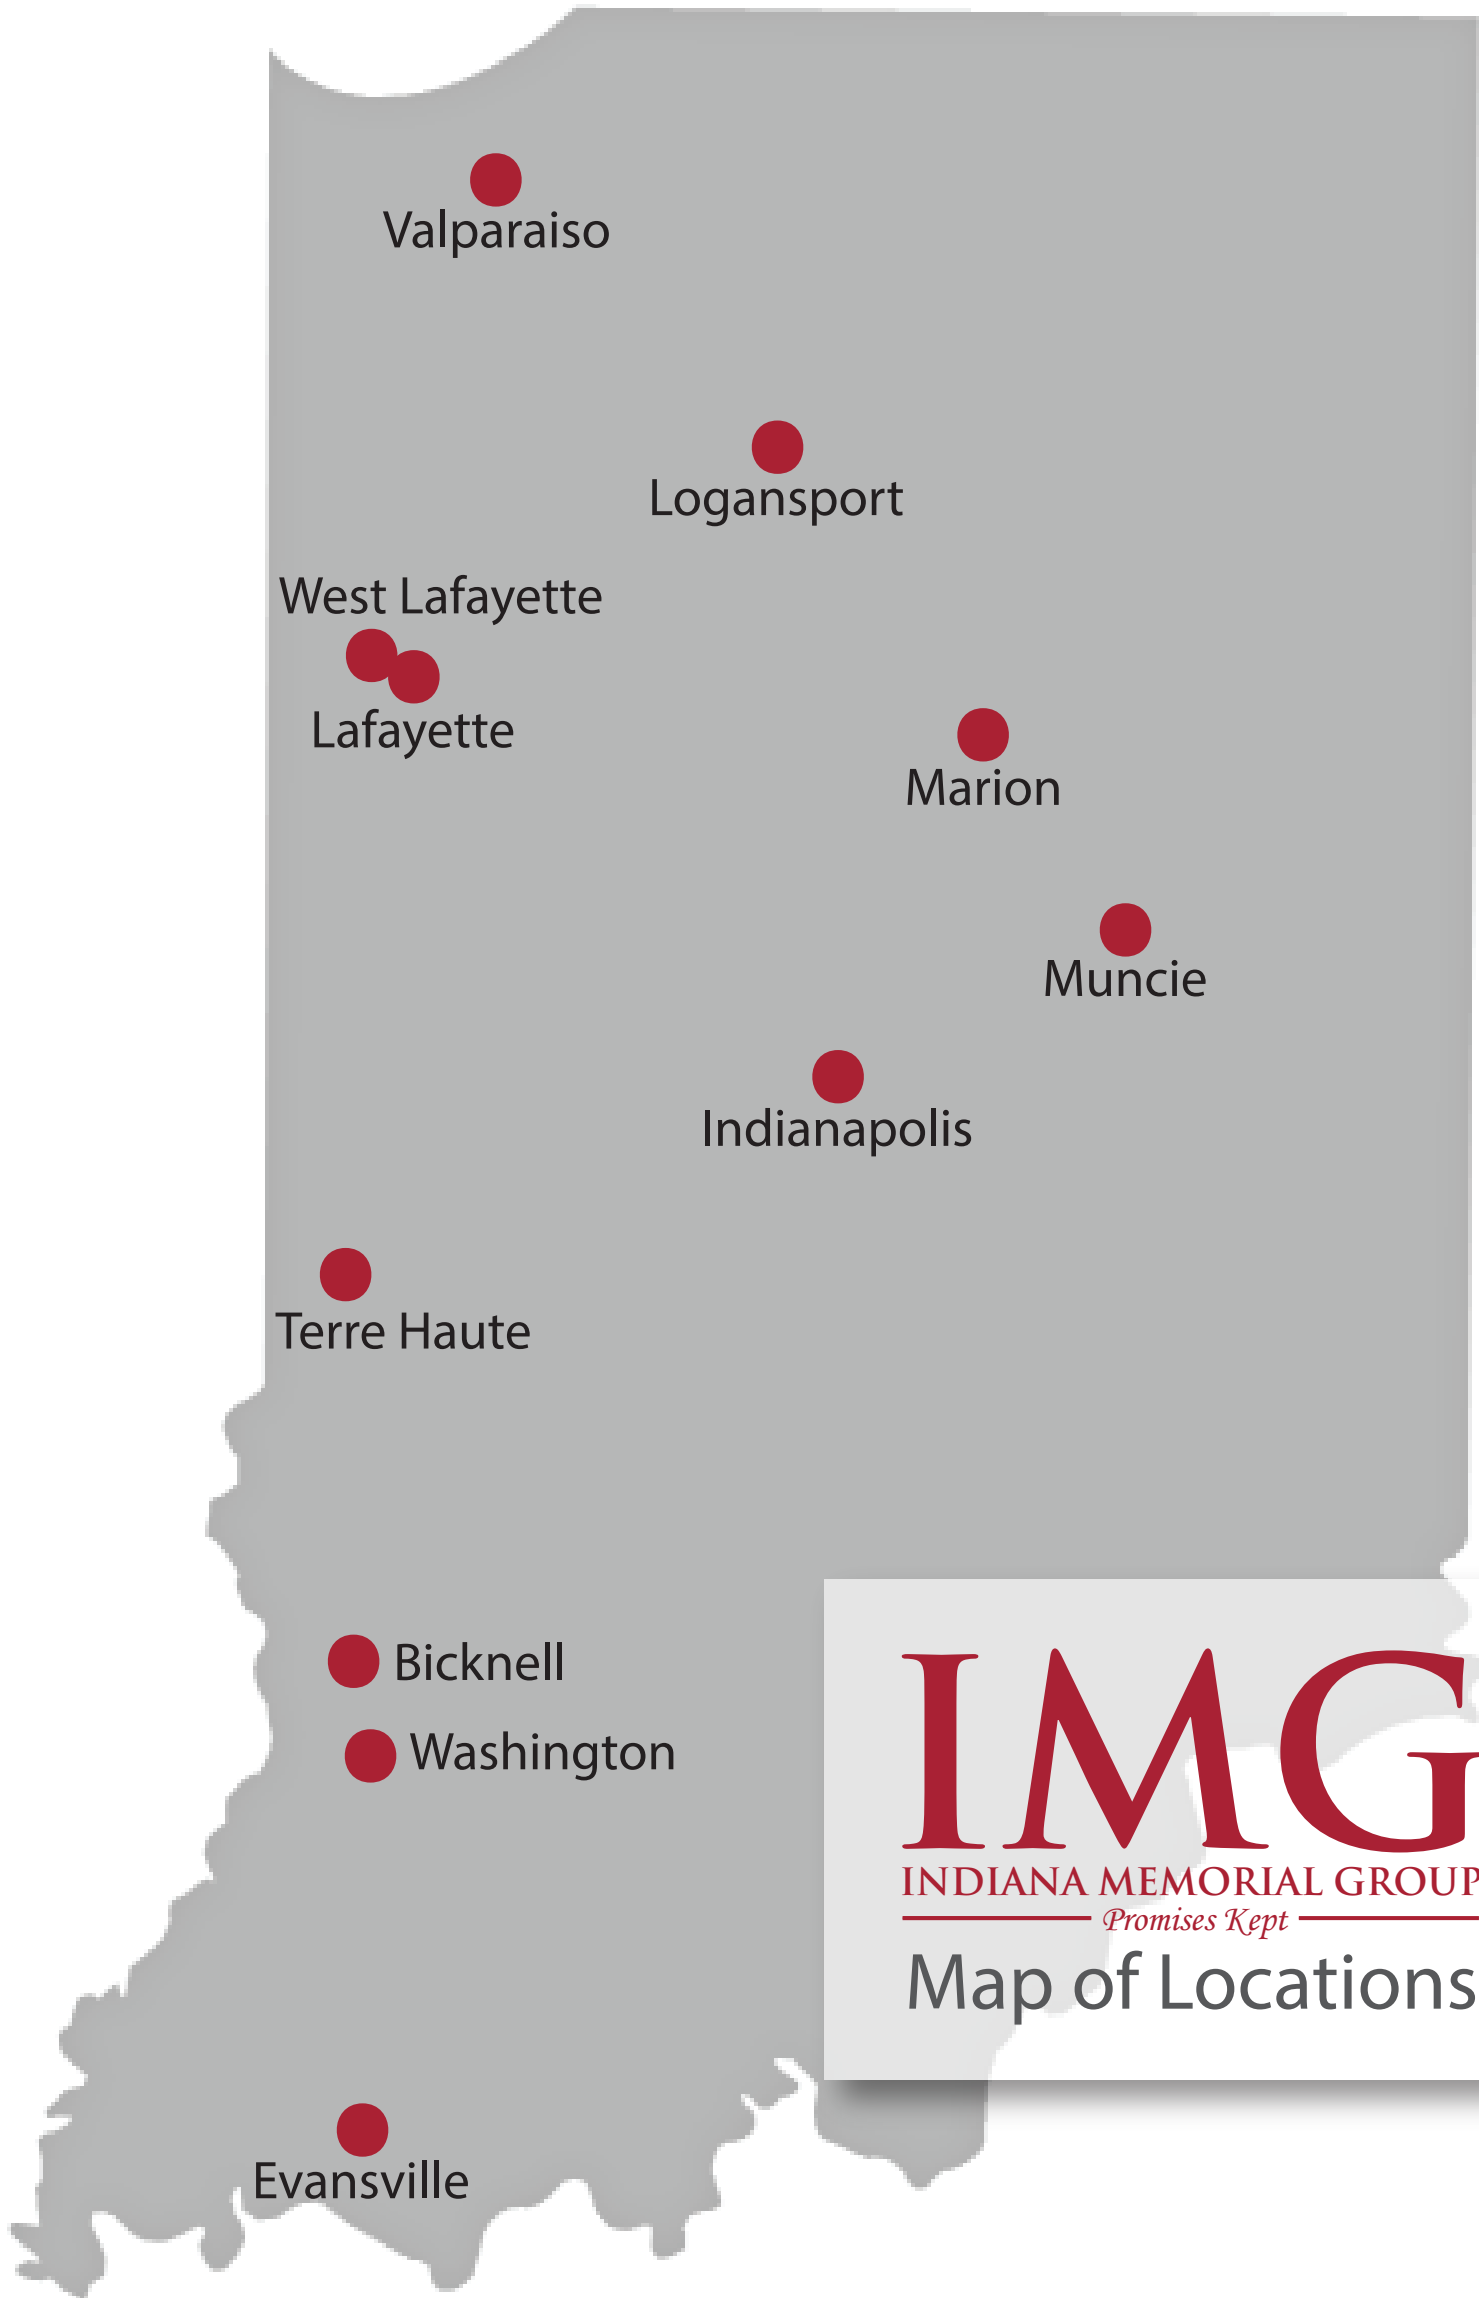 Valparaiso
Logansport
West Lafayette
Lafayette
Marion
Muncie
Indianapolis
Terre Haute
Bicknell
Washington
IMG
INDIANA MEMORIAL GROUP
Promises Kept
Map of Locations
Evansville